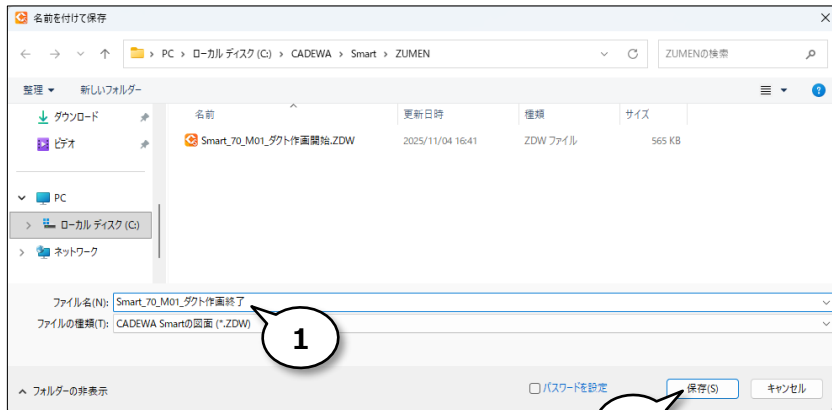 名前を付けて保存
PC > ローカル ディスク (C:) > CADEWA > Smart > ZUMEN
ZUMENの検索
整理 新しいフォルダー
名前 更新日時 種類 サイズ
ダウンロード
ビデオ
Smart_70_M01_ダクト作画開始.ZDW 2025/11/04 16:41 ZDW ファイル 565 KB
PC
ローカル ディスク (C:)
ネットワーク
ファイル名(N): Smart_70_M01_ダクト作画終了
ファイルの種類(T): CADEWA Smartの図面 (*.ZDW)
1
フォルダーの非表示
パスワードを設定
保存(S)
キャンセル